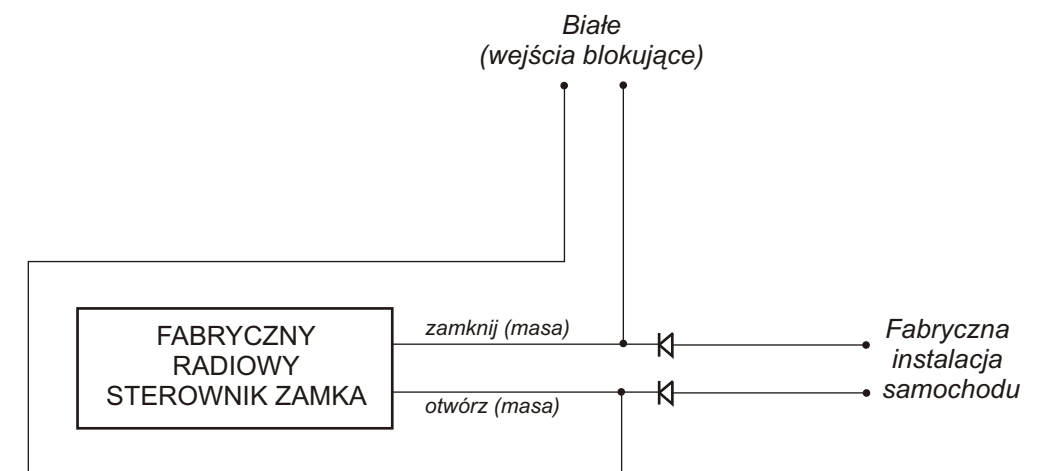 Białe
(wejścia blokujące)
FABRYCZNY
RADIOWY
STEROWNIK ZAMKA
zamknij (masa)
otwórz (masa)
Fabryczna
instalacja
samochodu